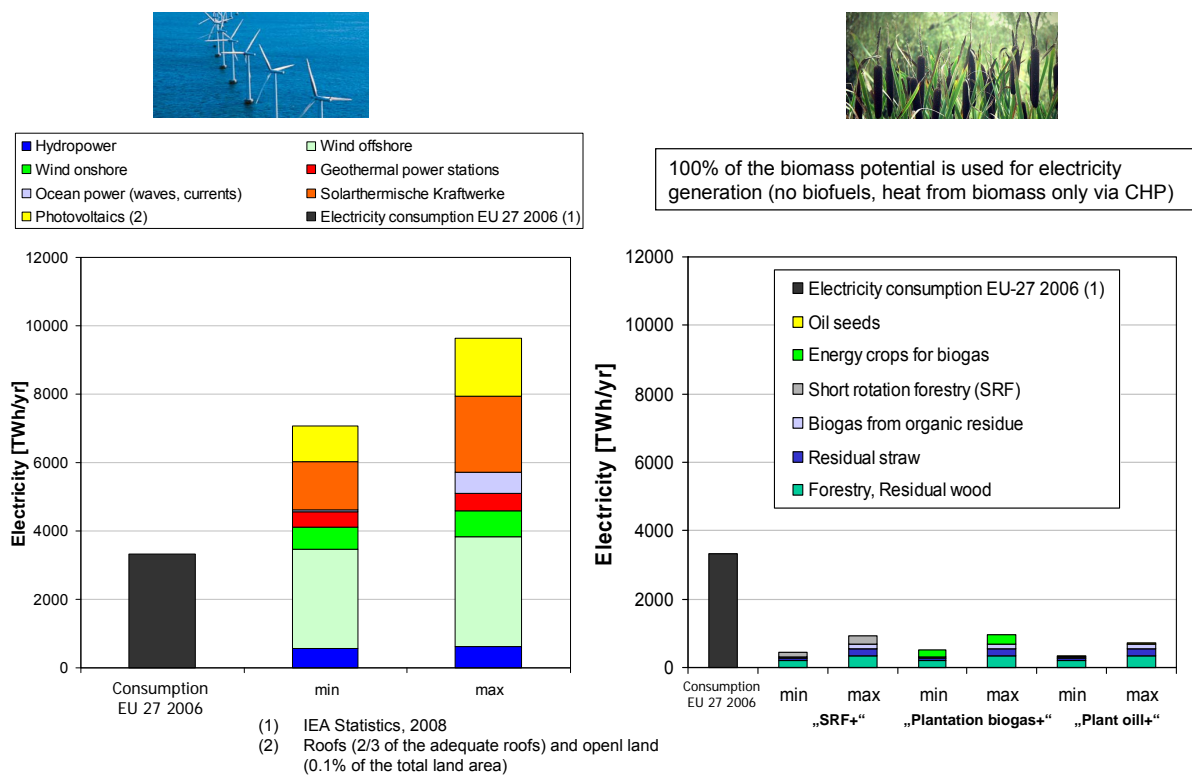 Hydropower
Wind offshore
Wind onshore
Geothermal power stations
Ocean power (waves, currents)
Solarthermische Kraftwerke
Photovoltaics (2)
Electricity consumption EU 27 2006 (1)
12000
10000
8000
6000
4000
2000
0
Electricity [TWh/yr]
Consumption
EU 27 2006
min
max
(1) IEA Statistics, 2008
(2) Roofs (2/3 of the adequate roofs) and openl land
(0.1% of the total land area)
100% of the biomass potential is used for electricity
generation (no biofuels, heat from biomass only via CHP)
12000
10000
8000
6000
4000
2000
0
Electricity [TWh/yr]
Electricity consumption EU-27 2006 (1)
Oil seeds
Energy crops for biogas
Short rotation forestry (SRF)
Biogas from organic residue
Residual straw
Forestry, Residual wood
Consumption
EU 27 2006
min
max
min
max
min
max
„SRF+“
„Plantation biogas+“
„Plant oill+“